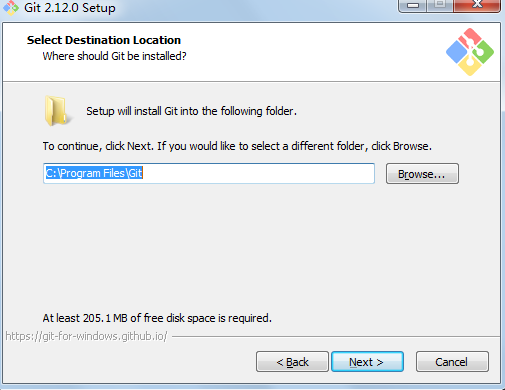 Git 2.12.0 Setup
Select Destination Location
Where should Git be installed?
Setup will install Git into the following folder.
To continue, click Next. If you would like to select a different folder, click Browse.
C:\Program Files\Git
Browse...
At least 205.1 MB of free disk space is required.
https://git-for-windows.github.io/
< Back
Next >
Cancel